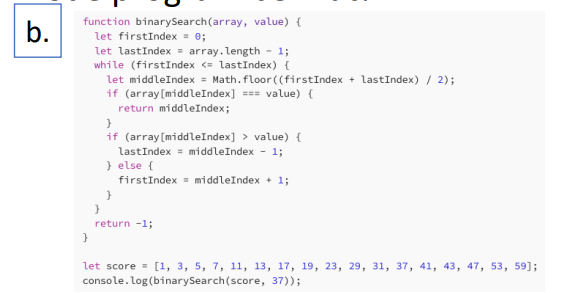 b.
function binarySearch(array, value) {
  let firstIndex = 0;
  let lastIndex = array.length - 1;
  while (firstIndex <= lastIndex) {
    let middleIndex = Math.floor((firstIndex + lastIndex) / 2);
    if (array[middleIndex] === value) {
      return middleIndex;
    }
    if (array[middleIndex] > value) {
      lastIndex = middleIndex - 1;
    } else {
      firstIndex = middleIndex + 1;
    }
  }
  return -1;
}
let score = [1, 3, 5, 7, 11, 13, 17, 19, 23, 29, 31, 37, 41, 43, 47, 53, 59];
console.log(binarySearch(score, 37));